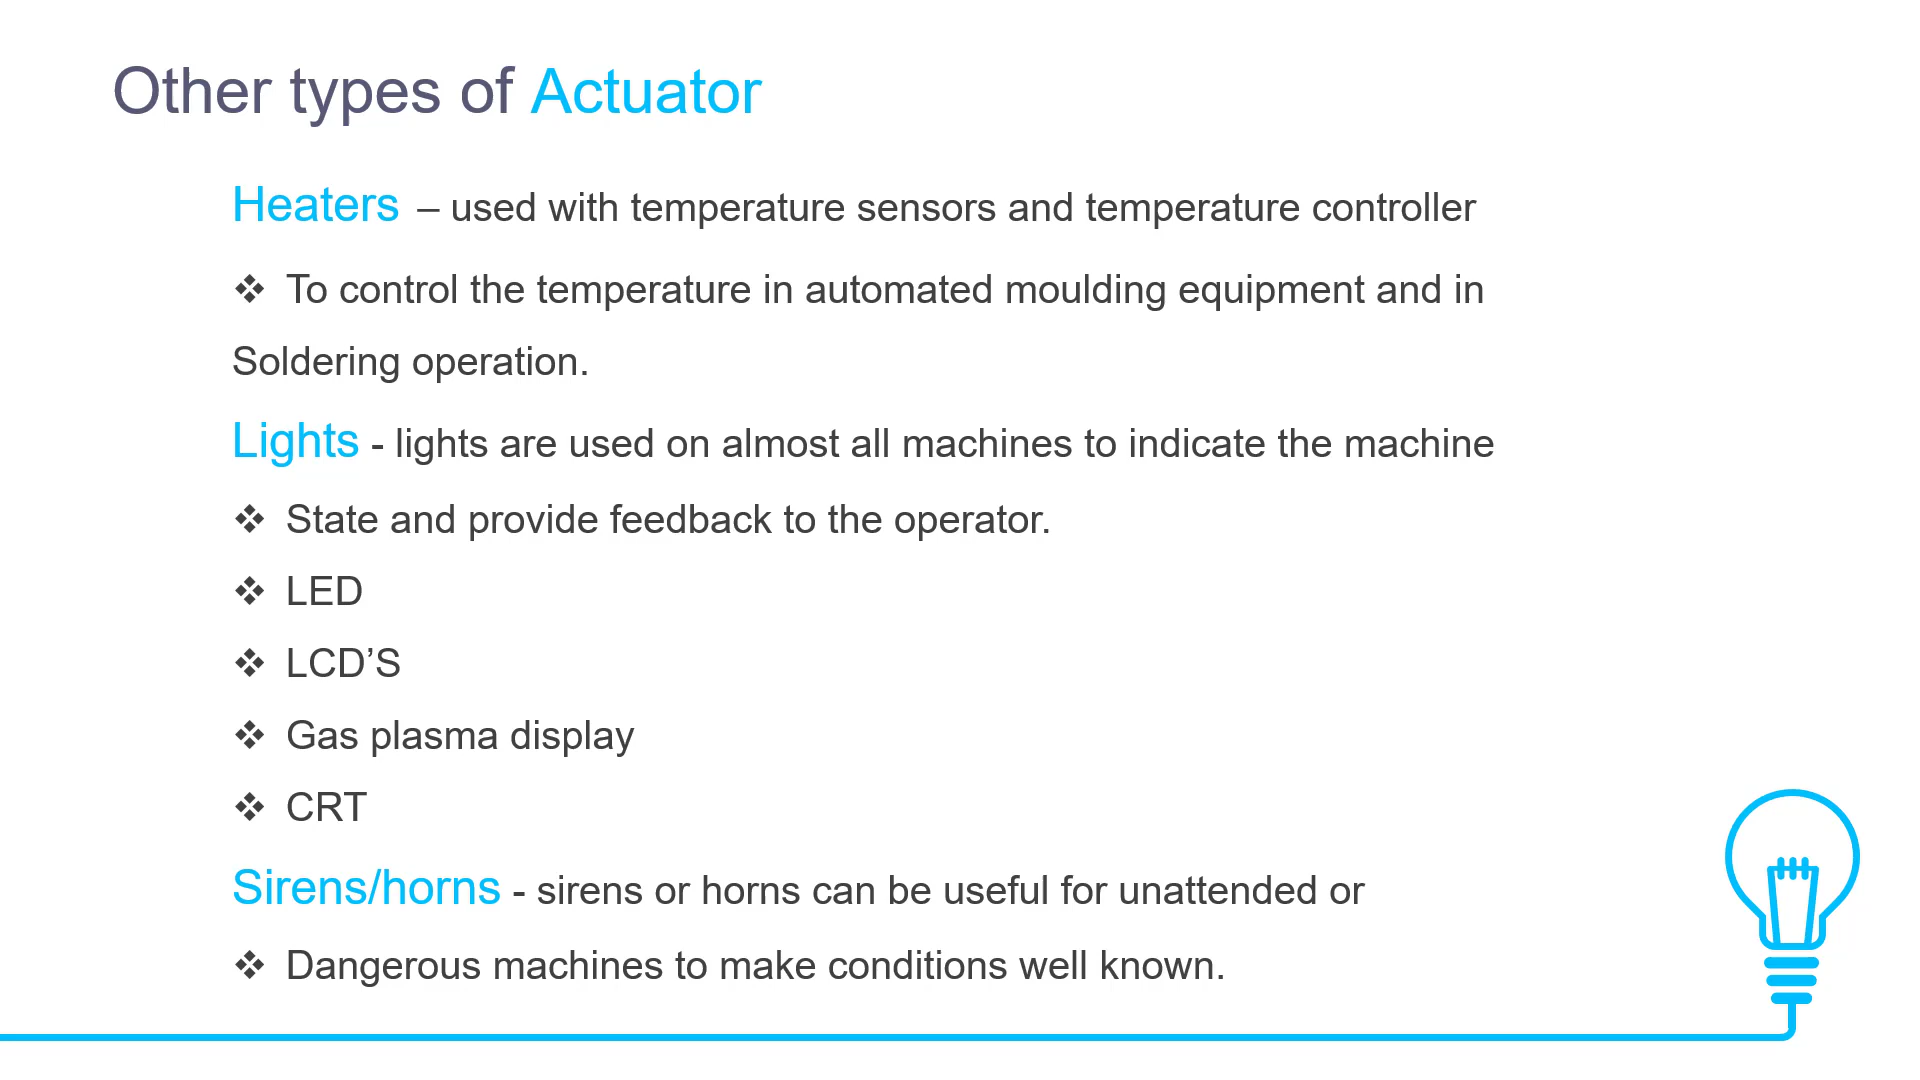 Other types of Actuator
Heaters – used with temperature sensors and temperature controller
❖ To control the temperature in automated moulding equipment and in
Soldering operation.
Lights - lights are used on almost all machines to indicate the machine
❖ State and provide feedback to the operator.
❖ LED
❖ LCD’S
❖ Gas plasma display
❖ CRT
Sirens/horns - sirens or horns can be useful for unattended or
❖ Dangerous machines to make conditions well known.